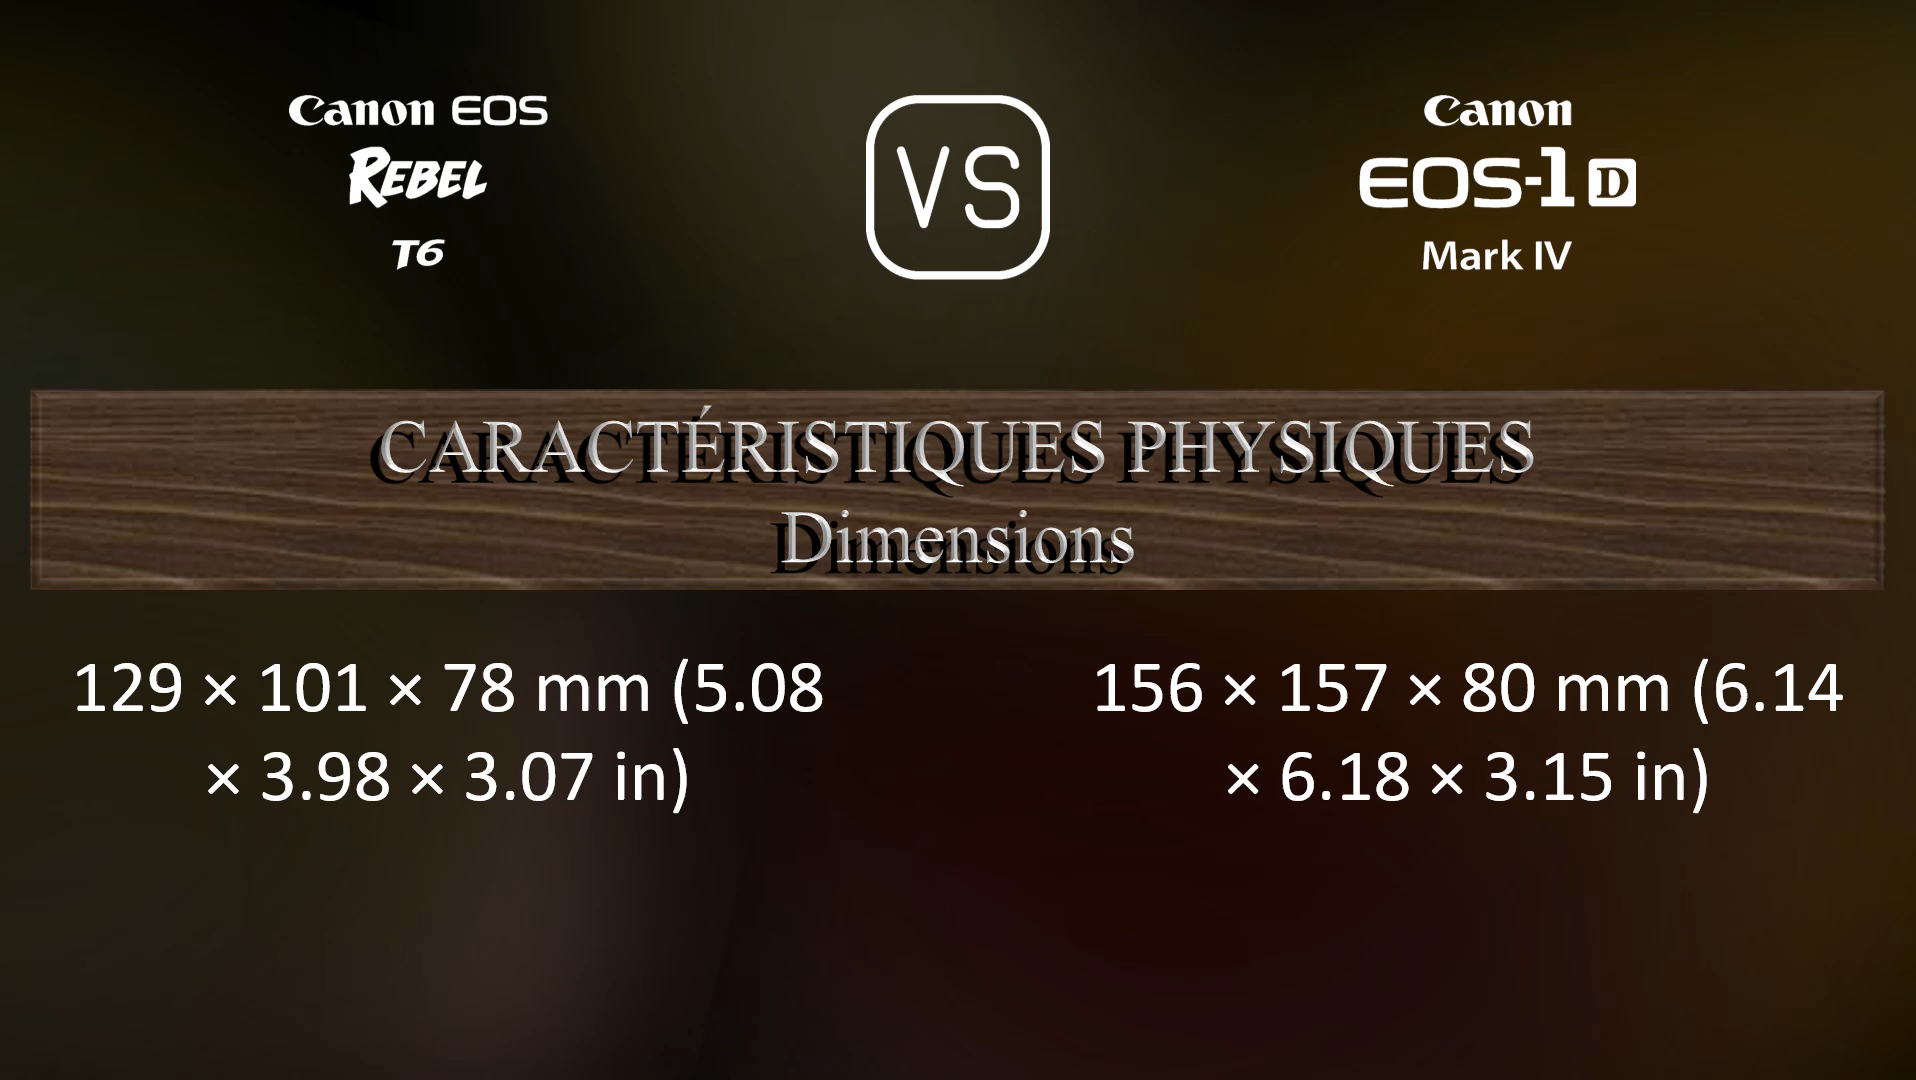 Canon EOS
REBEL
T6
VS
Canon
EOS-1D
Mark IV
CARACTÉRISTIQUES PHYSIQUES
Dimensions
129 × 101 × 78 mm (5.08
× 3.98 × 3.07 in)
156 × 157 × 80 mm (6.14
× 6.18 × 3.15 in)